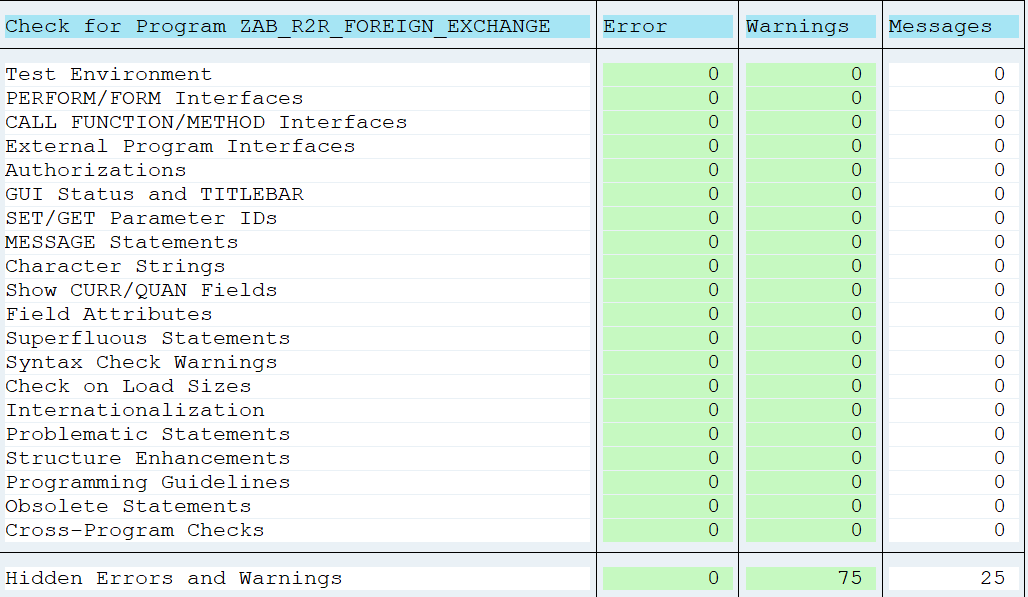 Check for Program ZAB_R2R_FOREIGN_EXCHANGE Error Warnings Messages
Test Environment 0 0 0
PERFORM/FORM Interfaces 0 0 0
CALL FUNCTION/METHOD Interfaces 0 0 0
External Program Interfaces 0 0 0
Authorizations 0 0 0
GUI Status and TITLEBAR 0 0 0
SET/GET Parameter IDs 0 0 0
MESSAGE Statements 0 0 0
Character Strings 0 0 0
Show CURR/QUAN Fields 0 0 0
Field Attributes 0 0 0
Superfluous Statements 0 0 0
Syntax Check Warnings 0 0 0
Check on Load Sizes 0 0 0
Internationalization 0 0 0
Problematic Statements 0 0 0
Structure Enhancements 0 0 0
Programming Guidelines 0 0 0
Obsolete Statements 0 0 0
Cross-Program Checks 0 0 0
Hidden Errors and Warnings 0 75 25